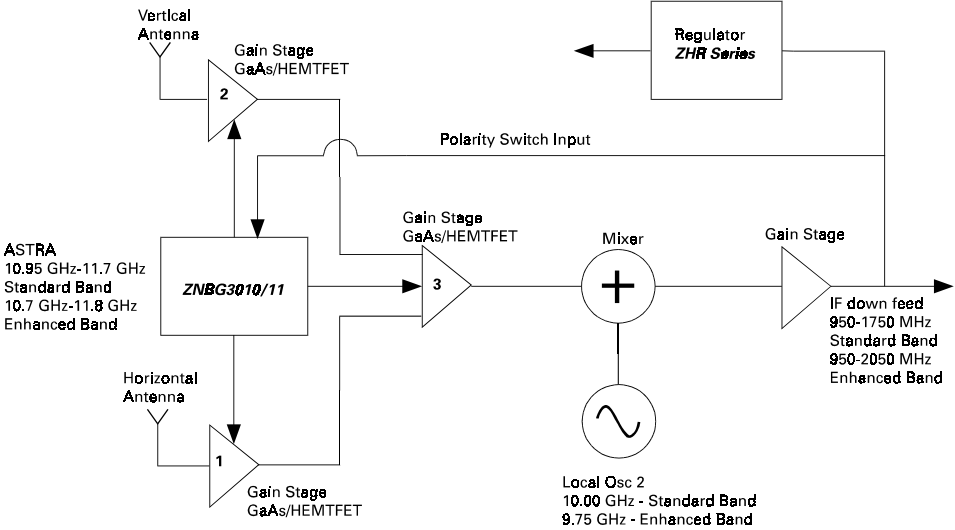 Vertical
Antenna
Gain Stage
GaAs/HEMTFET
2
Regulator
ZHR Series
Polarity Switch Input
ASTRA
10.95 GHz-11.7 GHz
Standard Band
10.7 GHz-11.8 GHz
Enhanced Band
ZNBG3010/11
Gain Stage
GaAs/HEMTFET
3
Mixer
Gain Stage
IF down feed
950-1750 MHz
Standard Band
950-2050 MHz
Enhanced Band
Horizontal
Antenna
1
Gain Stage
GaAs/HEMTFET
Local Osc 2
10.00 GHz - Standard Band
9.75 GHz - Enhanced Band